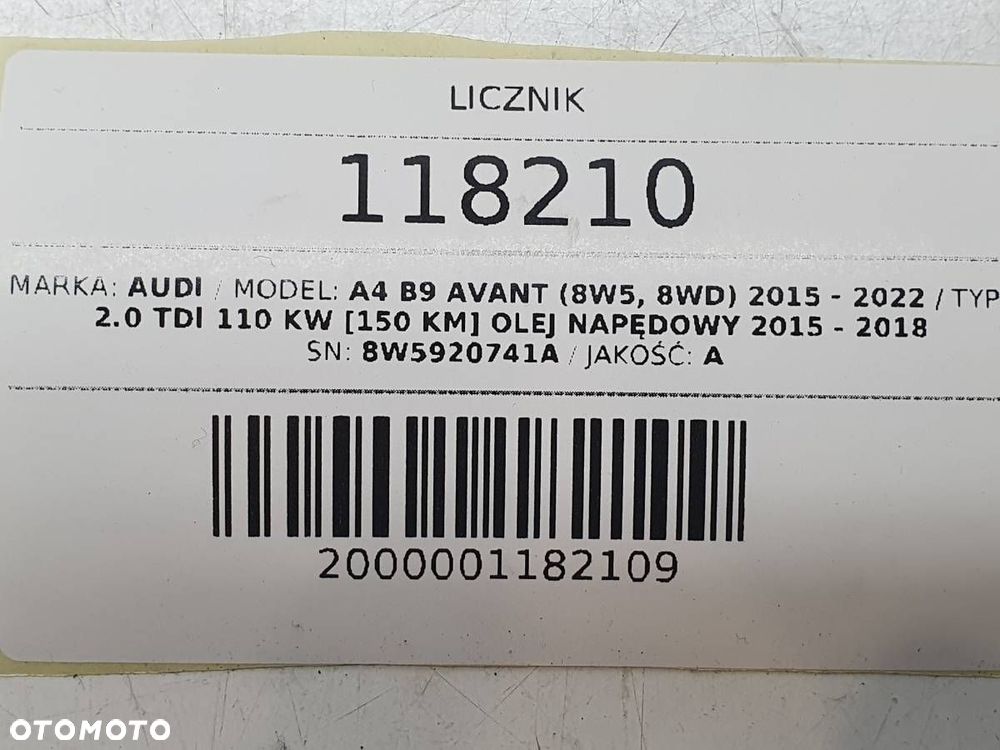 LICZNIK
118210
MARKA: AUDI / MODEL: A4 B9 AVANT (8W5, 8WD) 2015 - 2022 / TYP
2.0 TDI 110 KW [150 KM] OLEJ NAPĘDOWY 2015 - 2018
SN: 8W5920741A / JAKOŚĆ: A
2000001182109
OTOMOTO